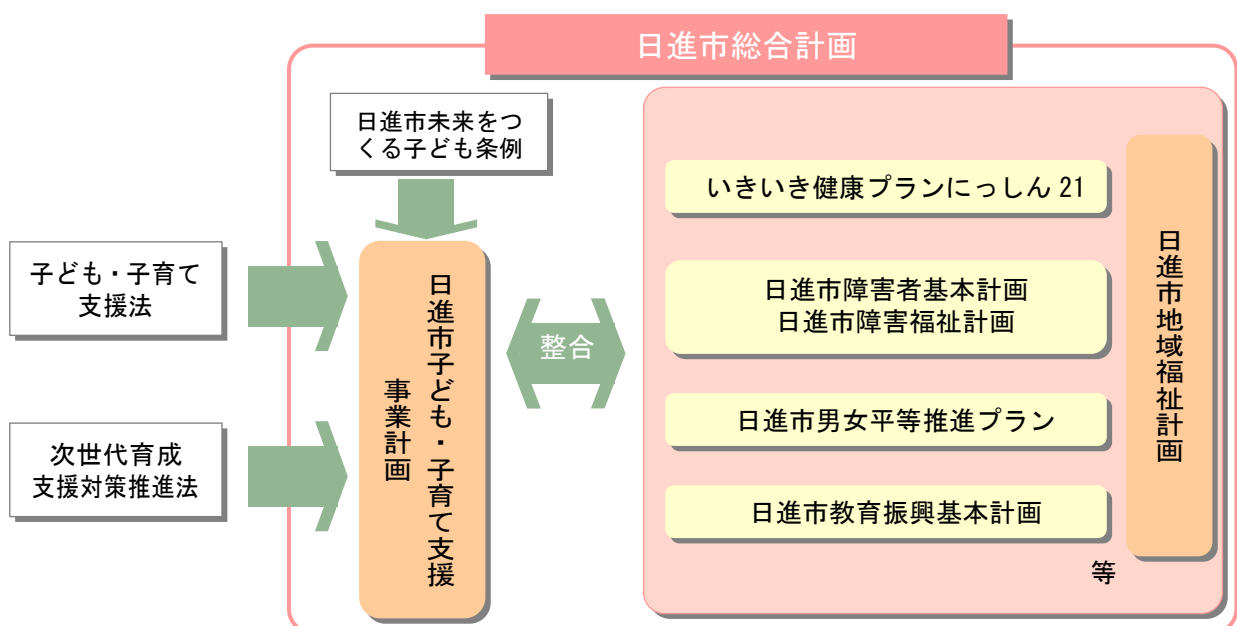 日進市総合計画
日進市未来をつ
くる子ども条例
子ども・子育て
支援法
次世代育成
支援対策推進法
日進市子ども・子育て支援
事業計画
整合
いきいき健康プランにっしん 21
日進市障害者基本計画
日進市障害福祉計画
日進市男女平等推進プラン
日進市教育振興基本計画
等
日進市地域福祉計画